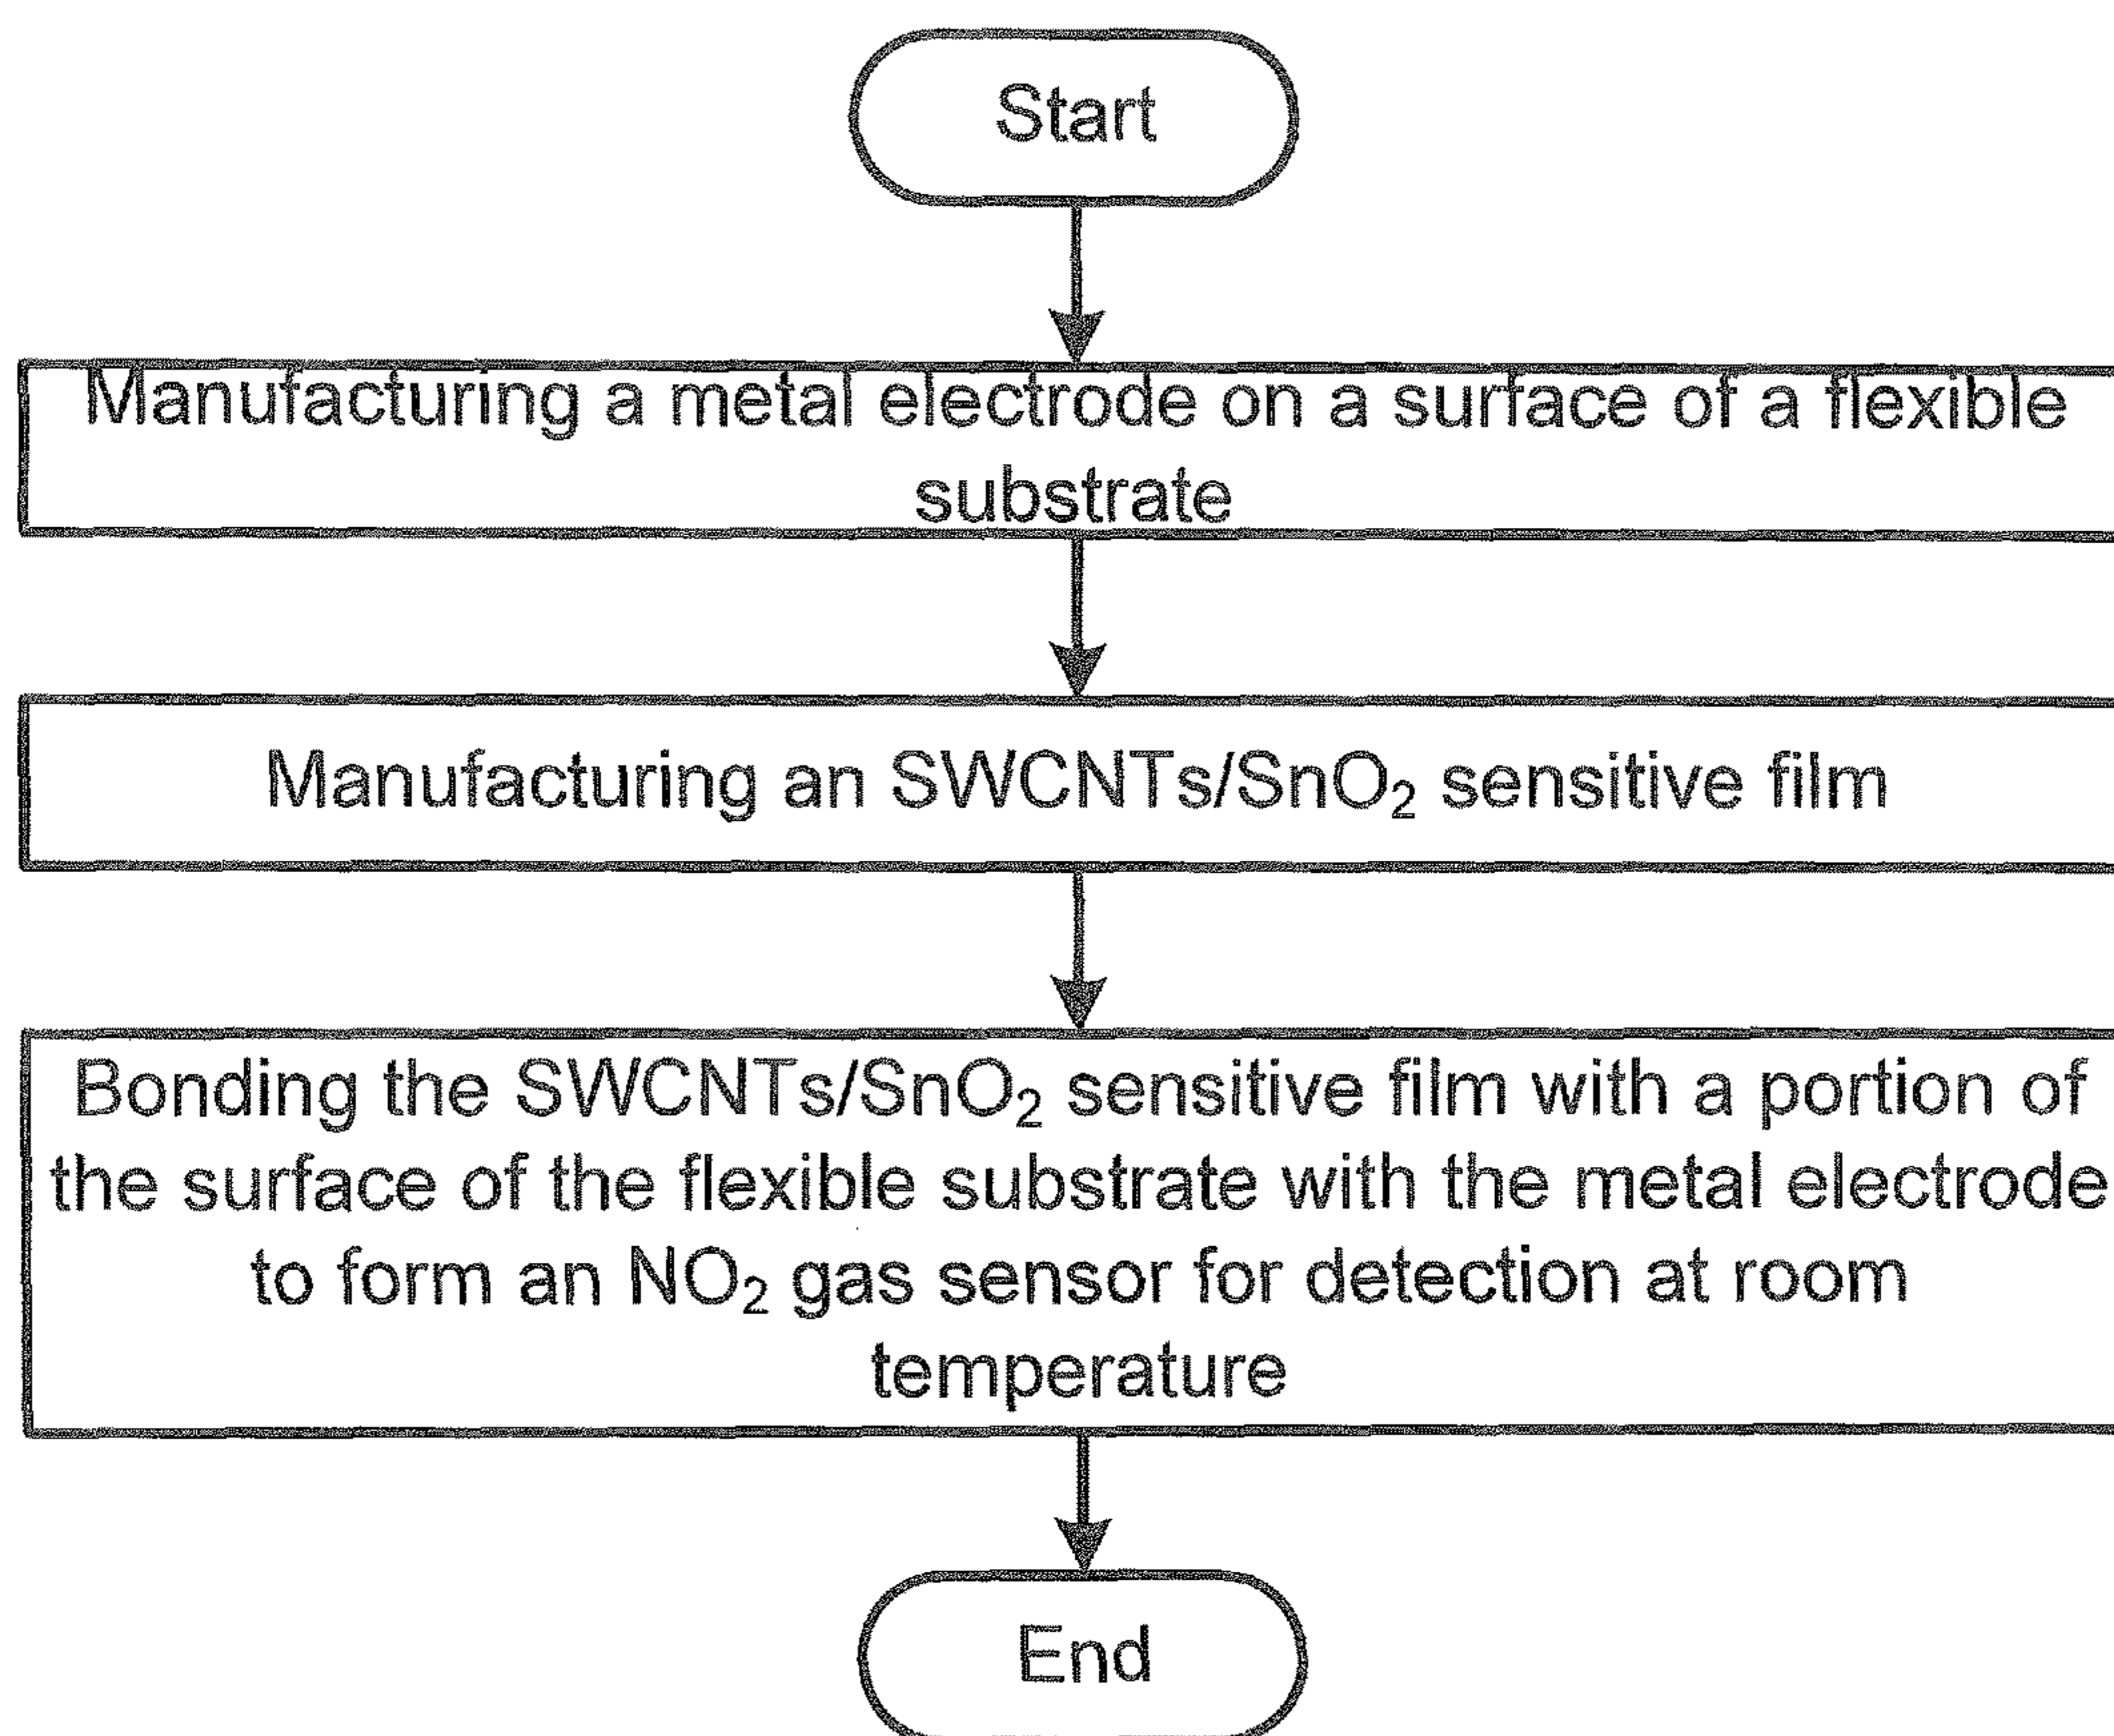 Start
Manufacturing a metal electrode on a surface of a flexible
substrate
Manufacturing an SWCNTs/SnO₂ sensitive film
Bonding the SWCNTs/SnO₂ sensitive film with a portion of
the surface of the flexible substrate with the metal electrode
to form an NO₂ gas sensor for detection at room
temperature
End